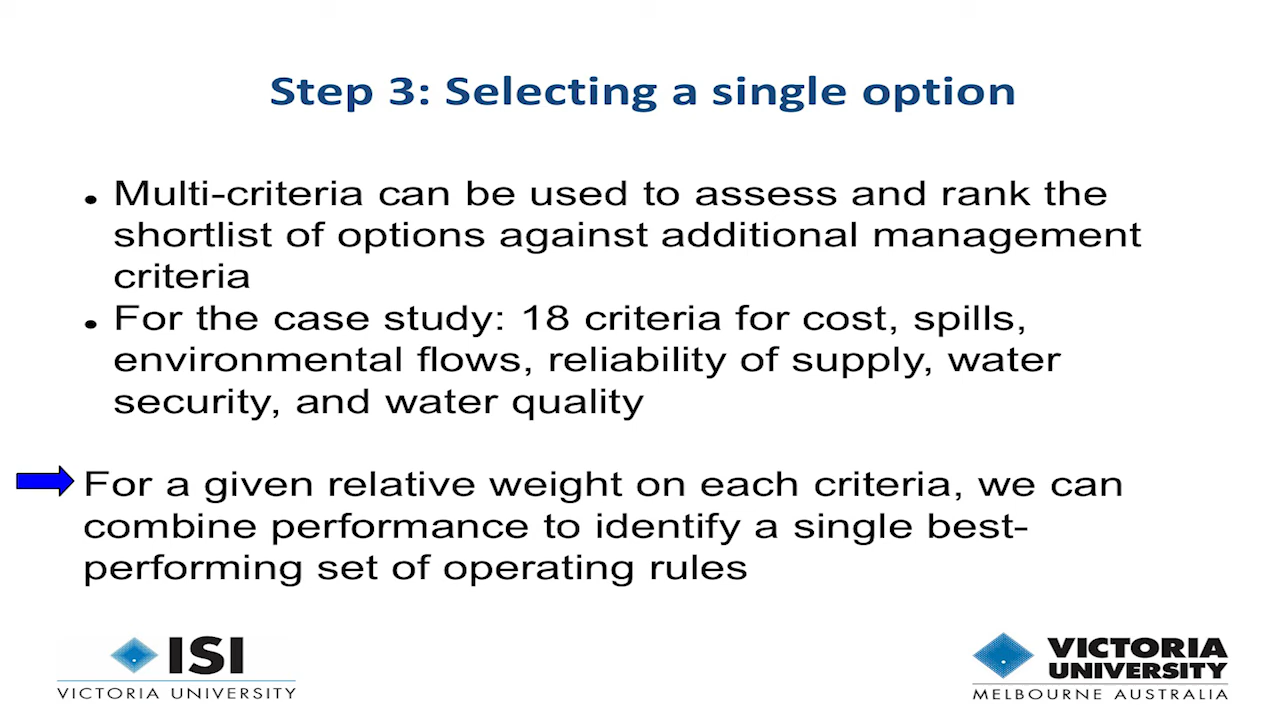 Step 3: Selecting a single option
• Multi-criteria can be used to assess and rank the
shortlist of options against additional management
criteria
• For the case study: 18 criteria for cost, spills,
environmental flows, reliability of supply, water
security, and water quality
For a given relative weight on each criteria, we can
combine performance to identify a single best-
performing set of operating rules
ISI
VICTORIA UNIVERSITY
VICTORIA
UNIVERSITY
MELBOURNE AUSTRALIA